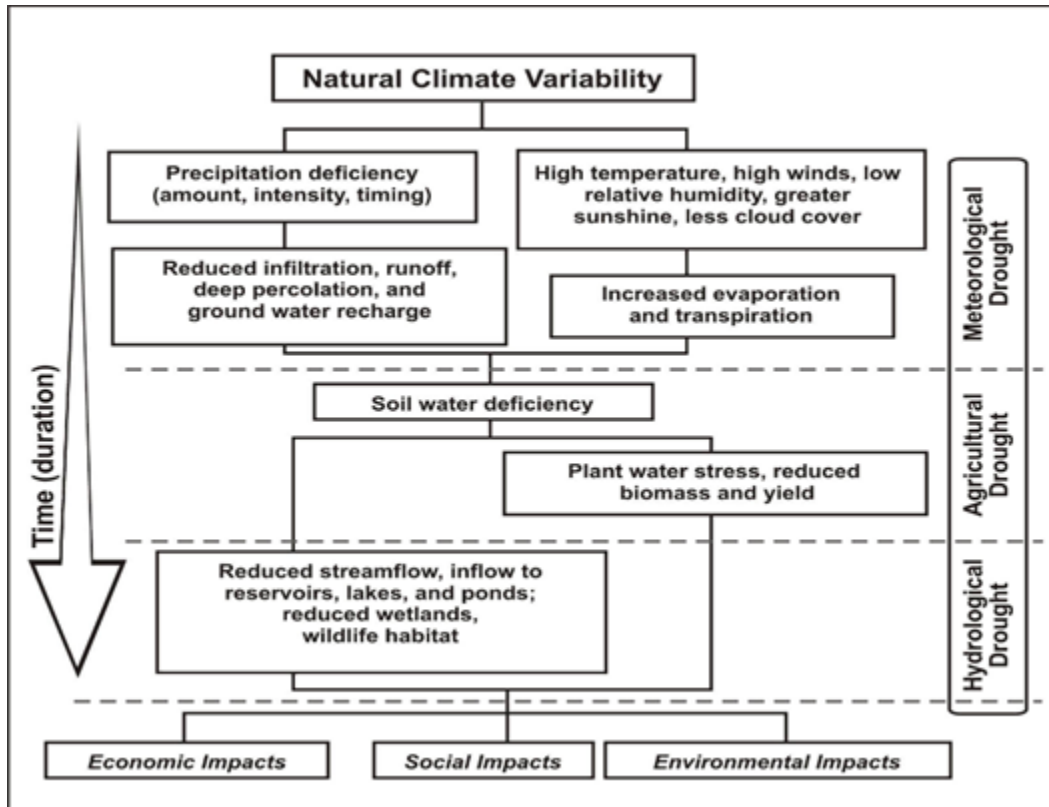 Natural Climate Variability
Precipitation deficiency
(amount, intensity, timing)
High temperature, high winds, low
relative humidity, greater
sunshine, less cloud cover
Reduced infiltration, runoff,
deep percolation, and
ground water recharge
Increased evaporation
and transpiration
Meteorological
Drought
Time (duration)
Soil water deficiency
Plant water stress, reduced
biomass and yield
Agricultural
Drought
Reduced streamflow, inflow to
reservoirs, lakes, and ponds;
reduced wetlands,
wildlife habitat
Hydrological
Drought
Economic Impacts
Social Impacts
Environmental Impacts